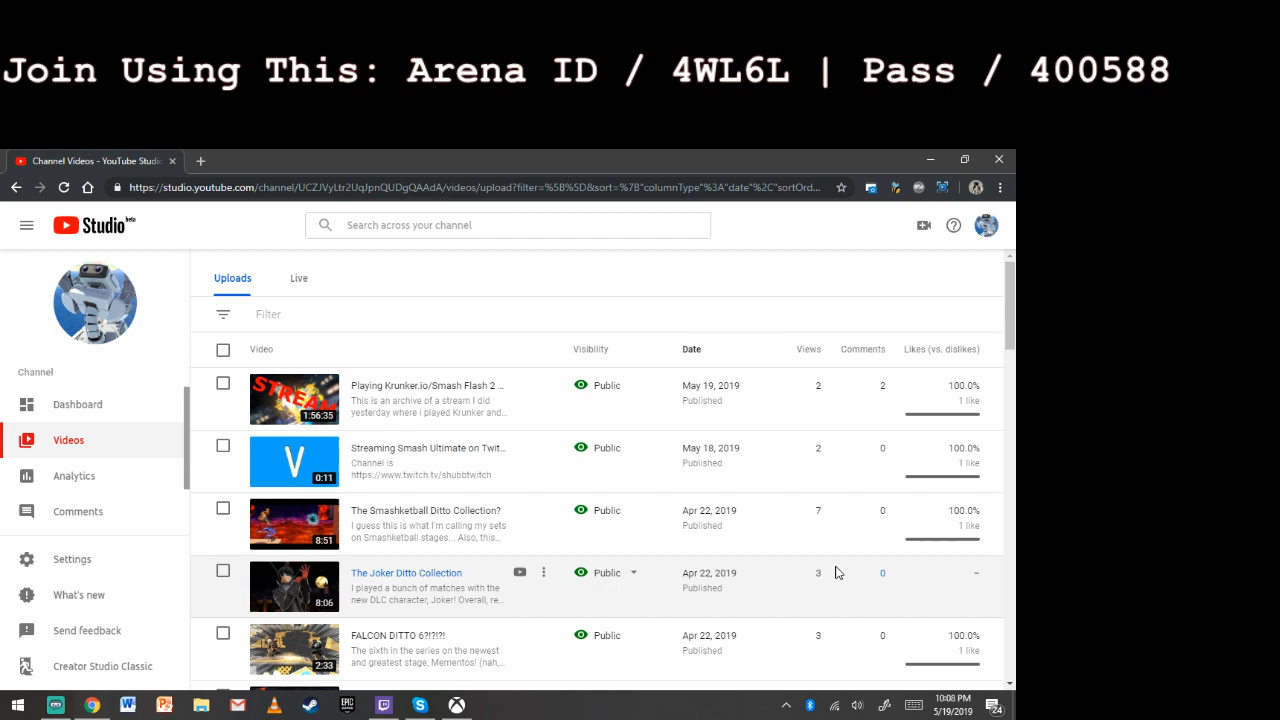 Join Using This: Arena ID / 4WL6L | Pass / 400588
Channel Videos - YouTube Studio
https://studio.youtube.com/channel/UCZJVyLtr2UqJpnQUDgQAAdA/videos/upload?filter=%5B%5D&sort=%7B"columnType"%3A"date"%2C"sortOrd...
Studio beta
Search across your channel
Uploads Live
Filter
Video Visibility Date Views Comments Likes (vs. dislikes)
Channel
Dashboard
Videos
Analytics
Comments
Settings
What's new
Send feedback
Creator Studio Classic
STREAM
1:56:35
Playing Krunker.io/Smash Flash 2 ...
This is an archive of a stream I did
yesterday where i played Krunker and...
Public
May 19, 2019
Published
2
2
100.0%
1 like
V
0:11
Streaming Smash Ultimate on Twit...
Channel is
https://www.twitch.tv/shubbtwitch
Public
May 18, 2019
Published
2
0
100.0%
1 like
8:51
The Smashketball Ditto Collection?
I guess this is what I'm calling my sets
on Smashketball stages... Also, this...
Public
Apr 22, 2019
Published
7
0
100.0%
1 like
8:06
The Joker Ditto Collection
I played a bunch of matches with the
new DLC character, Joker! Overall, re...
Public
Apr 22, 2019
Published
3
0
–
2:33
FALCON DITTO 6?!?!?!
The sixth in the series on the newest
and greatest stage, Mementos! (nah,...
Public
Apr 22, 2019
Published
3
0
100.0%
1 like
EPIC GAMES
10:08 PM
5/19/2019
24